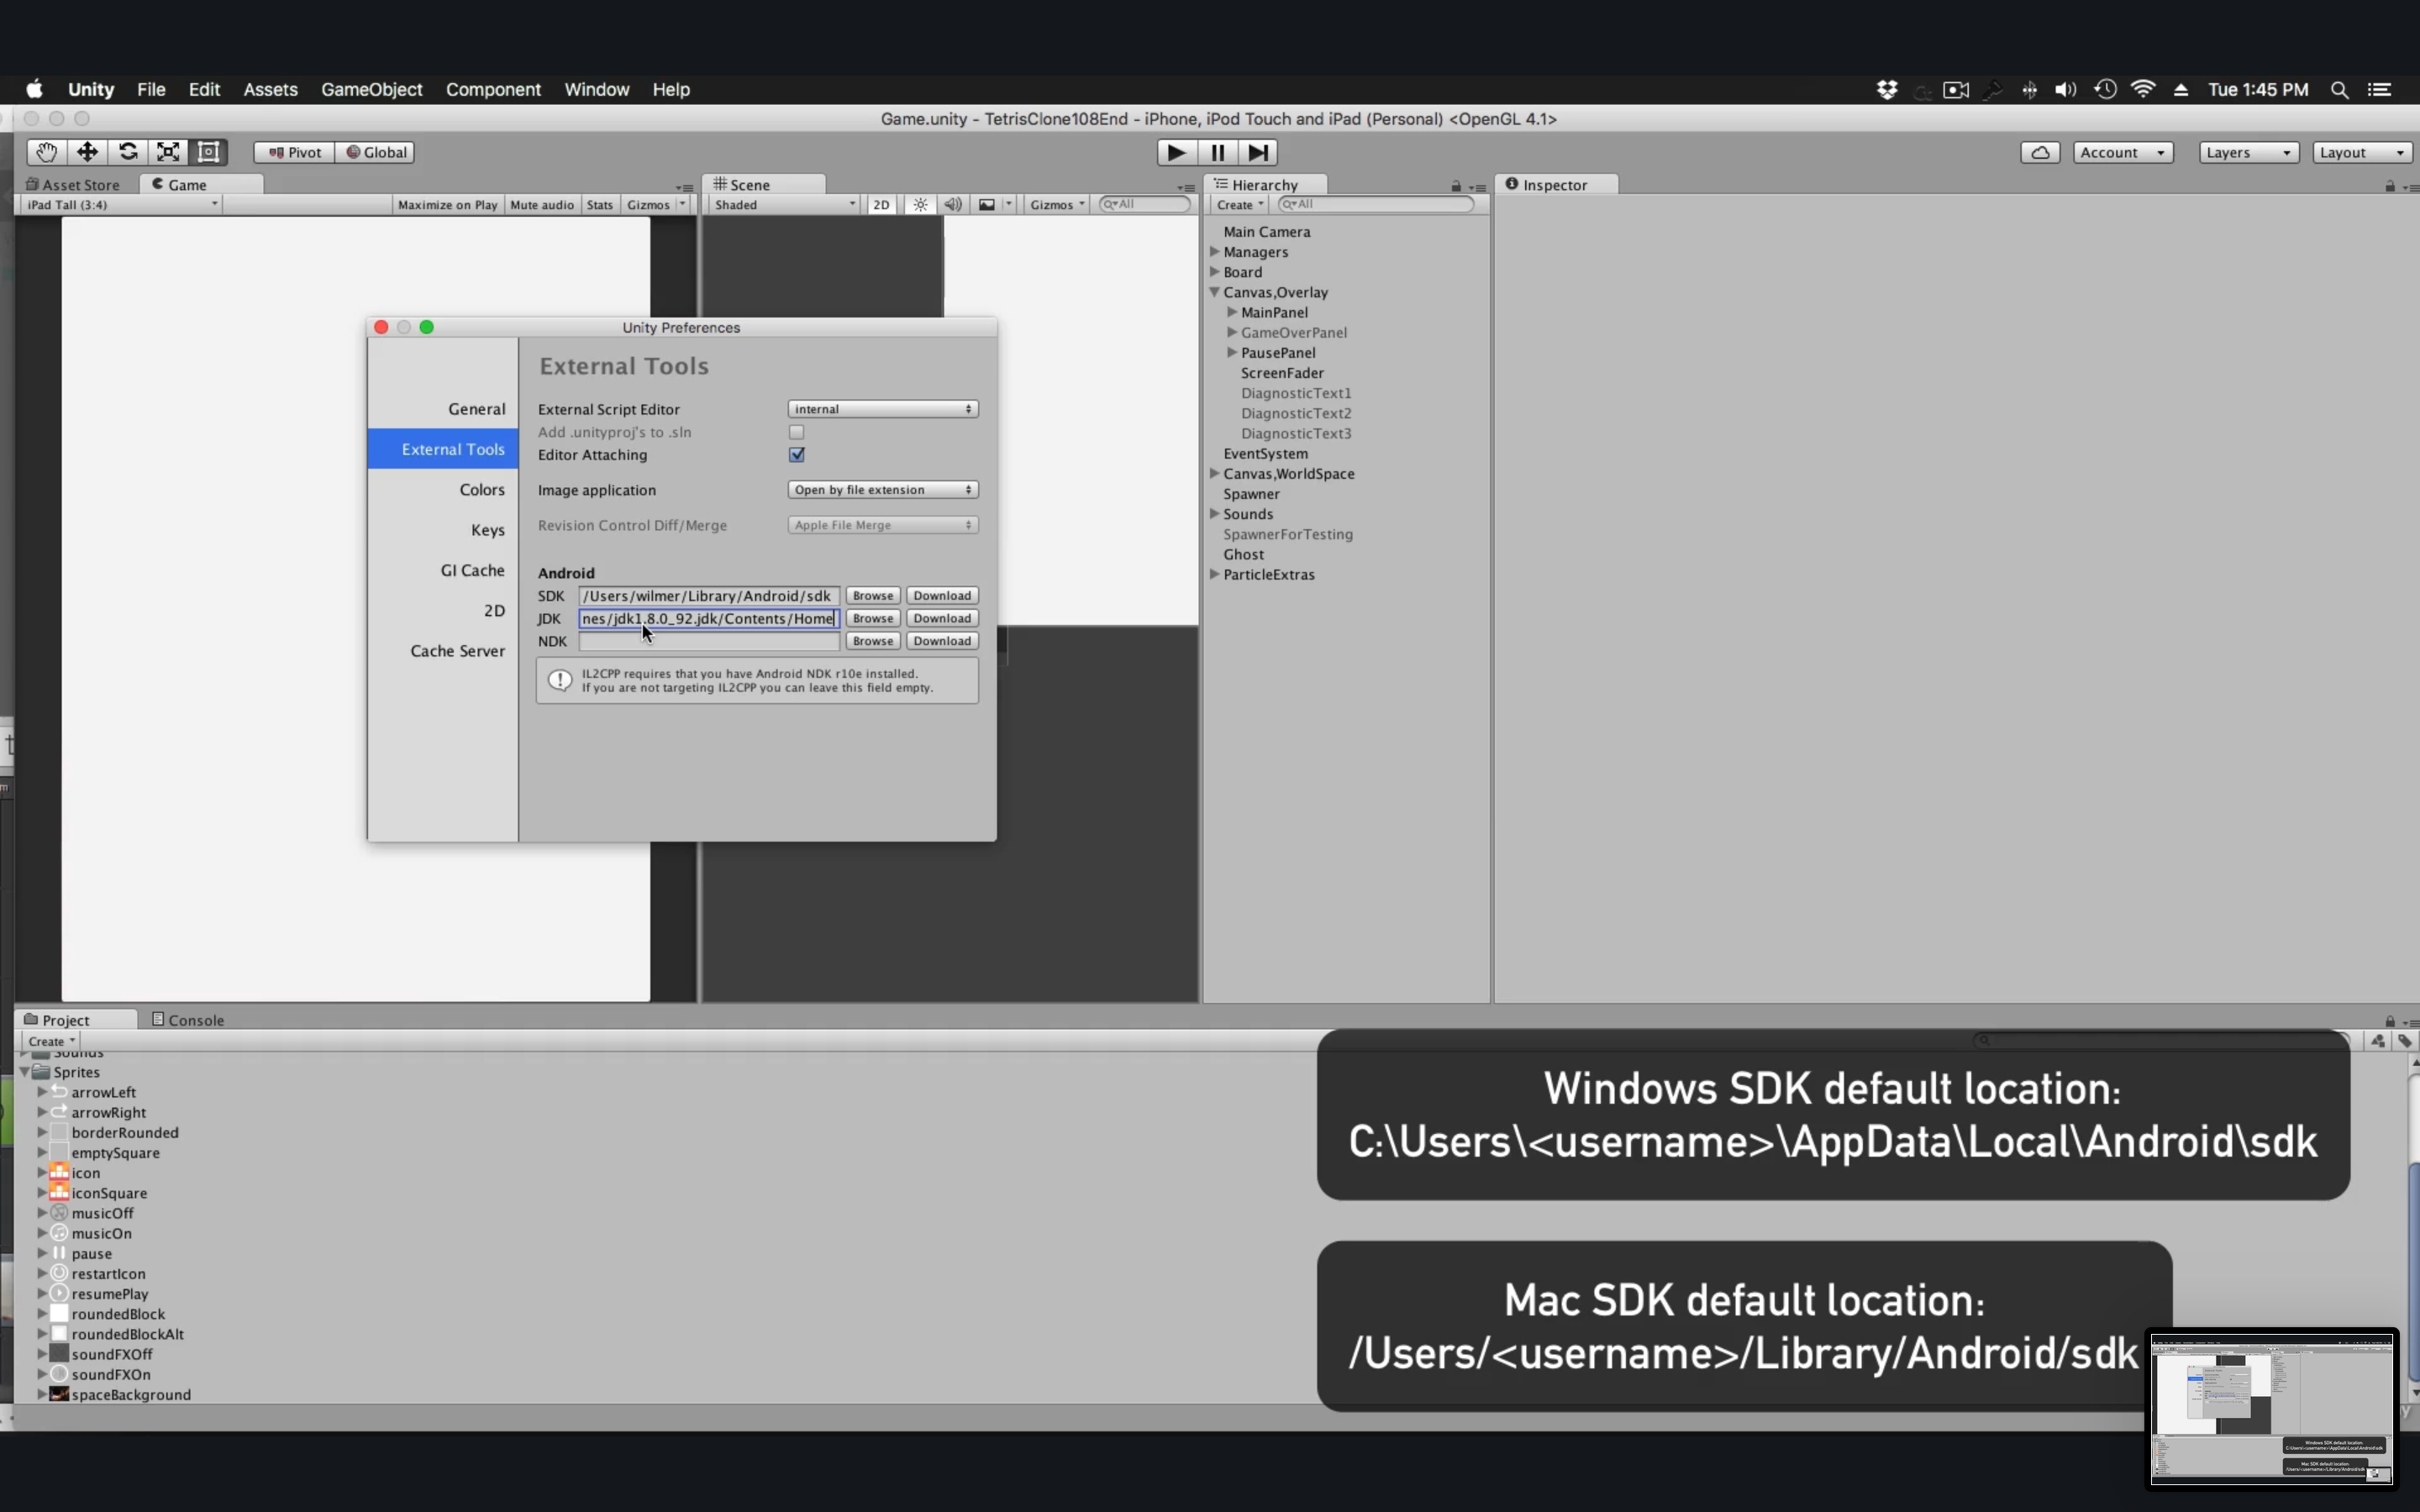 Unity File Edit Assets GameObject Component Window Help
Tue 1:45 PM
Game.unity - TetrisClone108End - iPhone, iPod Touch and iPad (Personal) <OpenGL 4.1>
Pivot Global
Account Layers Layout
Asset Store Game
iPad Tall (3:4) Maximize on Play Mute audio Stats Gizmos
Scene
Shaded 2D Gizmos All
Hierarchy
Create All
Main Camera
Managers
Board
Canvas,Overlay
MainPanel
GameOverPanel
PausePanel
ScreenFader
DiagnosticText1
DiagnosticText2
DiagnosticText3
EventSystem
Canvas,WorldSpace
Spawner
Sounds
SpawnerForTesting
Ghost
ParticleExtras
Inspector
Unity Preferences
General
External Tools
Colors
Keys
GI Cache
2D
Cache Server
External Tools
External Script Editor internal
Add .unityproj's to .sln
Editor Attaching
Image application Open by file extension
Revision Control Diff/Merge Apple File Merge
Android
SDK /Users/wilmer/Library/Android/sdk Browse Download
JDK nes/jdk1.8.0_92.jdk/Contents/Home Browse Download
NDK Browse Download
IL2CPP requires that you have Android NDK r10e installed.
If you are not targeting IL2CPP you can leave this field empty.
Project Console
Create
Sounds
Sprites
arrowLeft
arrowRight
borderRounded
emptySquare
icon
iconSquare
musicOff
musicOn
pause
restartIcon
resumePlay
roundedBlock
roundedBlockAlt
soundFXOff
soundFXOn
spaceBackground
Windows SDK default location:
C:\Users\<username>\AppData\Local\Android\sdk
Mac SDK default location:
/Users/<username>/Library/Android/sdk